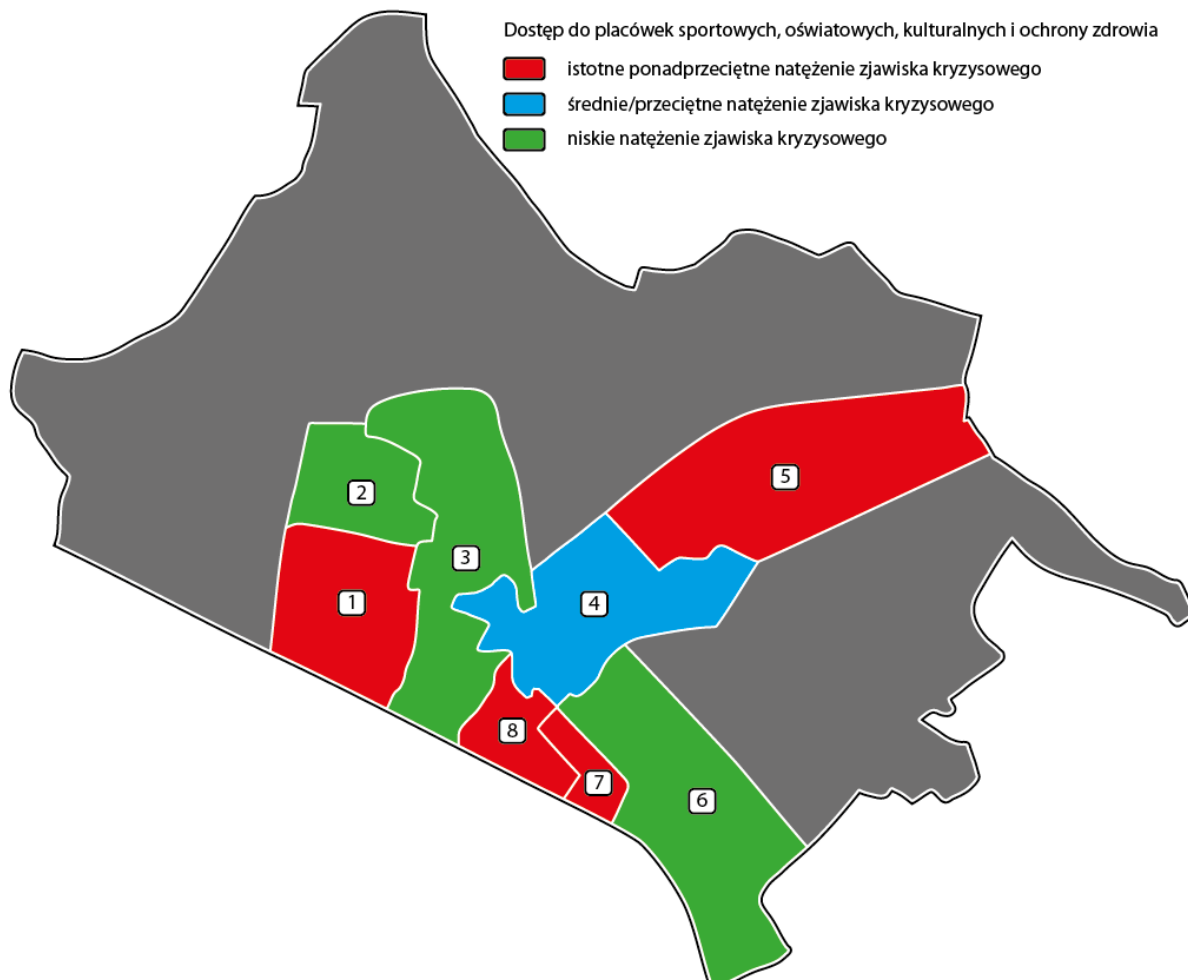 Dostęp do placówek sportowych, oświatowych, kulturalnych i ochrony zdrowia
istotne ponadprzeciętne natężenie zjawiska kryzysowego
średnie/przeciętne natężenie zjawiska kryzysowego
niskie natężenie zjawiska kryzysowego
5
2
3
1
4
8
7
6